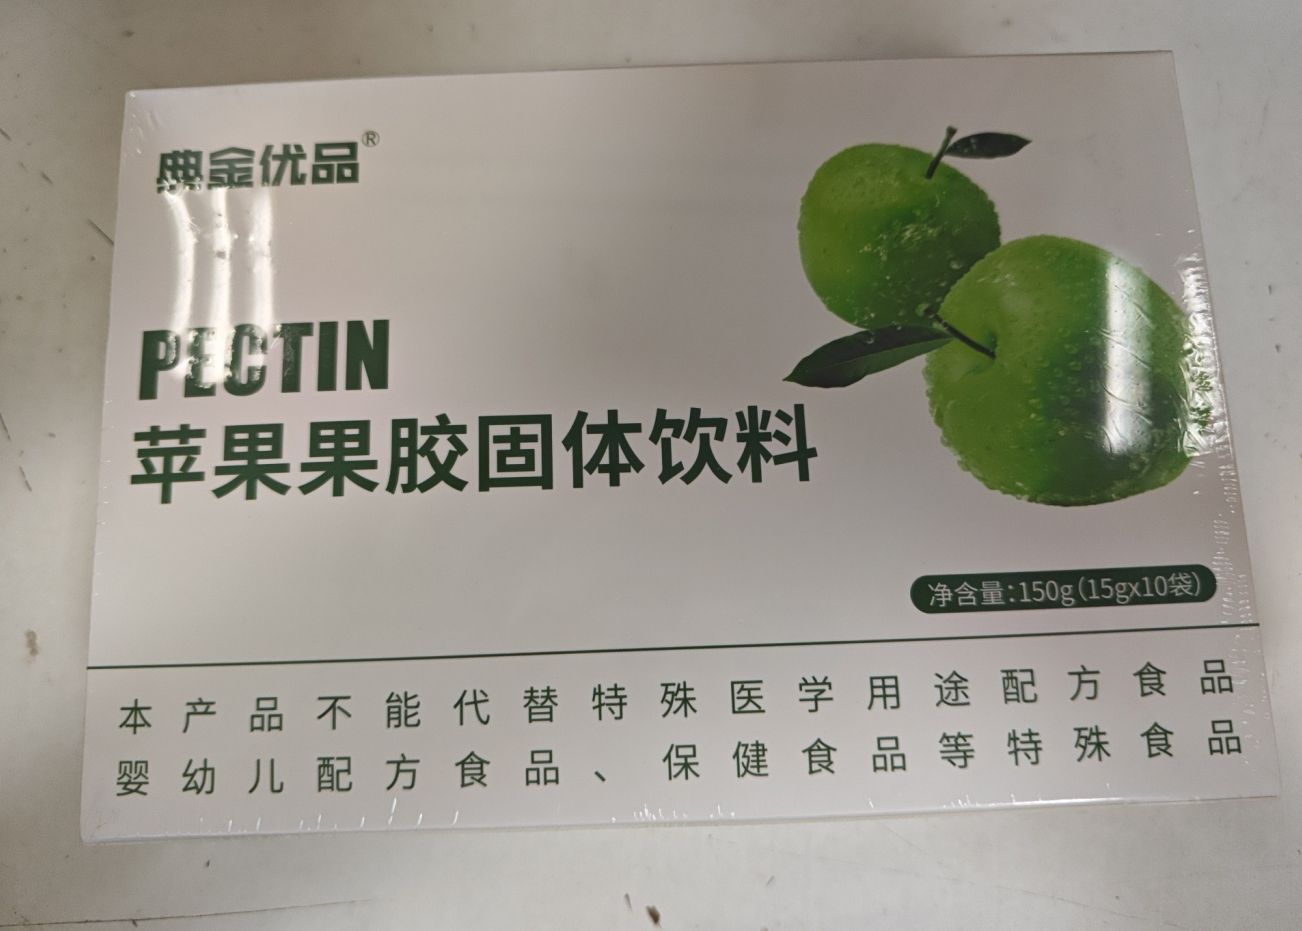 典金优品®
PECTIN
苹果果胶固体饮料
净含量:150g(15gx10袋)
本产品不能代替特殊医学用途配方食品
婴幼儿配方食品、保健食品等特殊食品